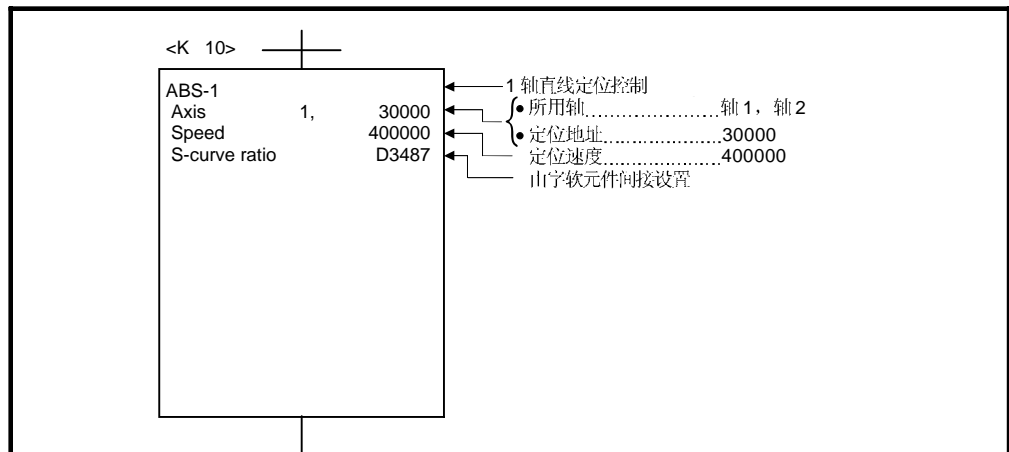 <K 10>
ABS-1
Axis 1, 30000
Speed 400000
S-curve ratio D3487
1 轴直线定位控制
● 所用轴......................轴 1，轴 2
● 定位地址....................30000
定位速度....................400000
由字软元件间接设置